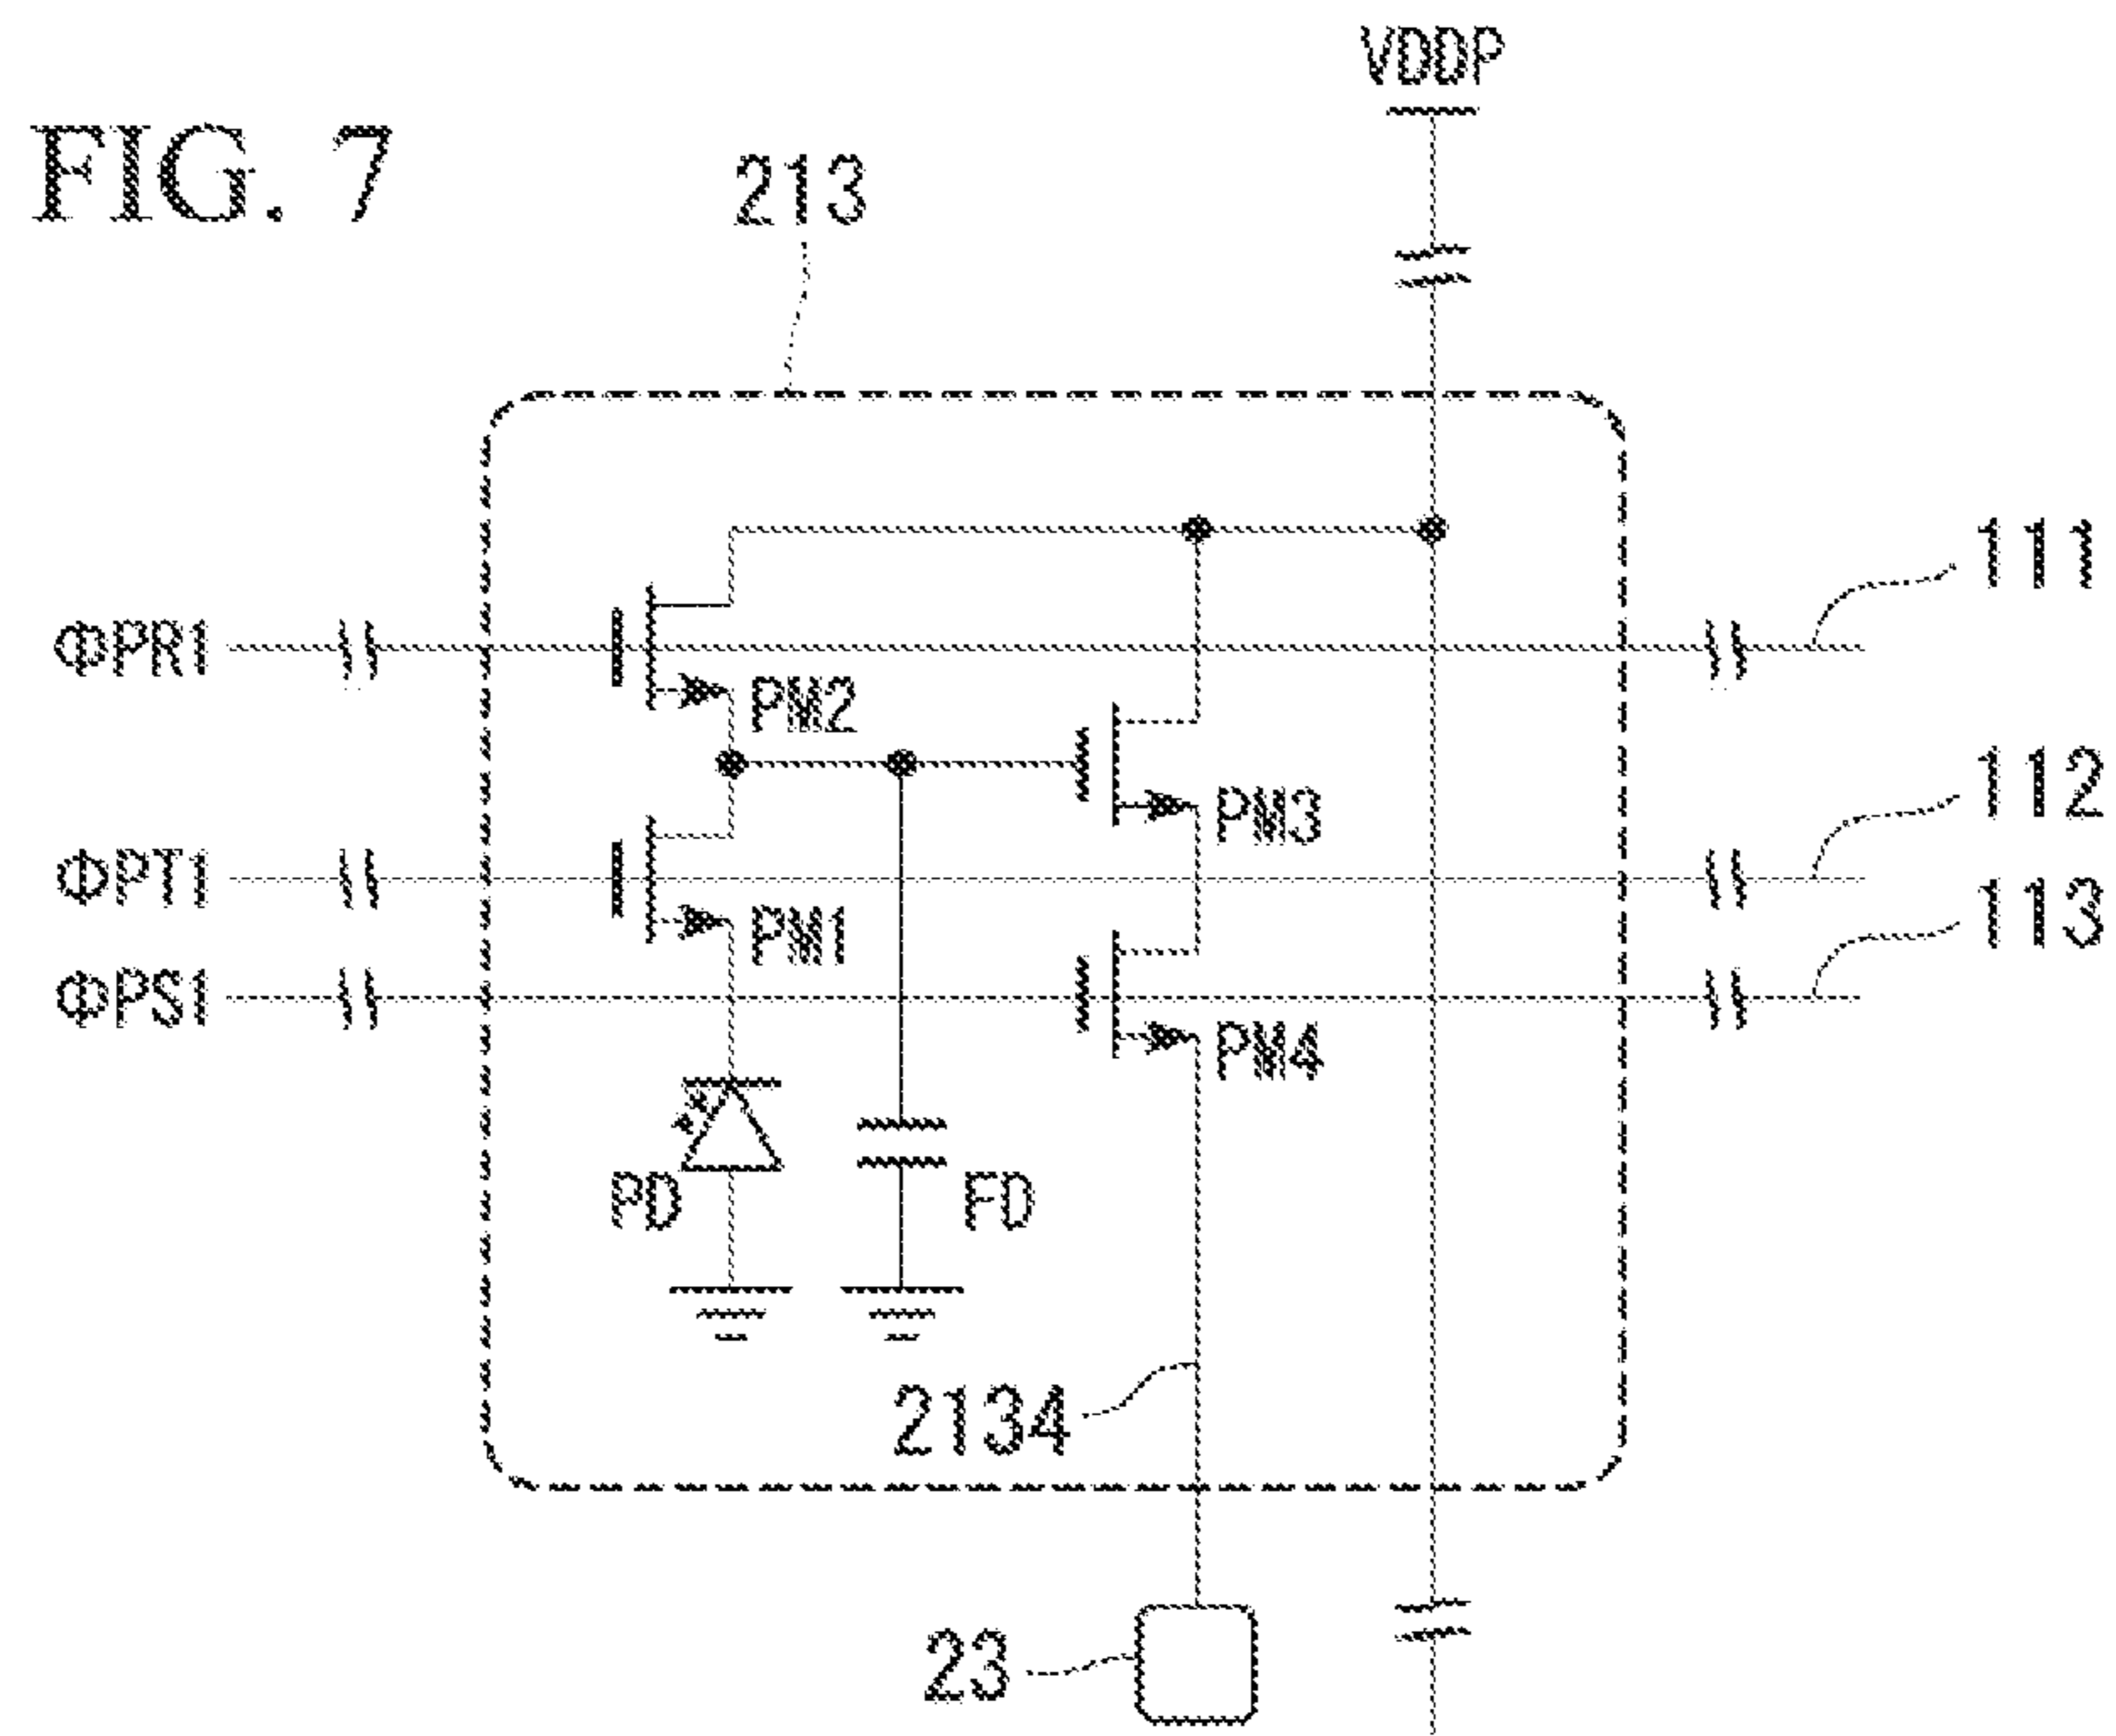 FIG. 7
VDDP
213
111
ΦPR1
PM2
112
PM3
ΦPT1
PM1
113
ΦPS1
PM4
PD
FD
2134
23